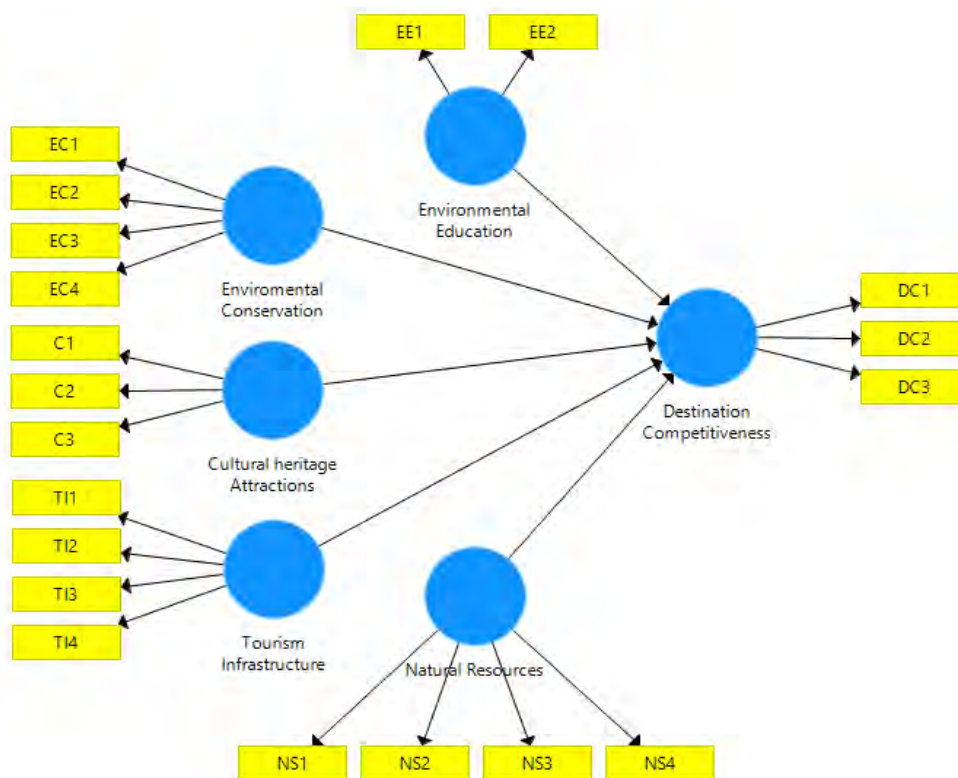 EE1
EE2
Environmental
Education
EC1
EC2
EC3
EC4
Enviromental
Conservation
C1
C2
C3
Cultural heritage
Attractions
TI1
TI2
TI3
TI4
Tourism
Infrastructure
Natural Resources
NS1
NS2
NS3
NS4
Destination
Competitiveness
DC1
DC2
DC3